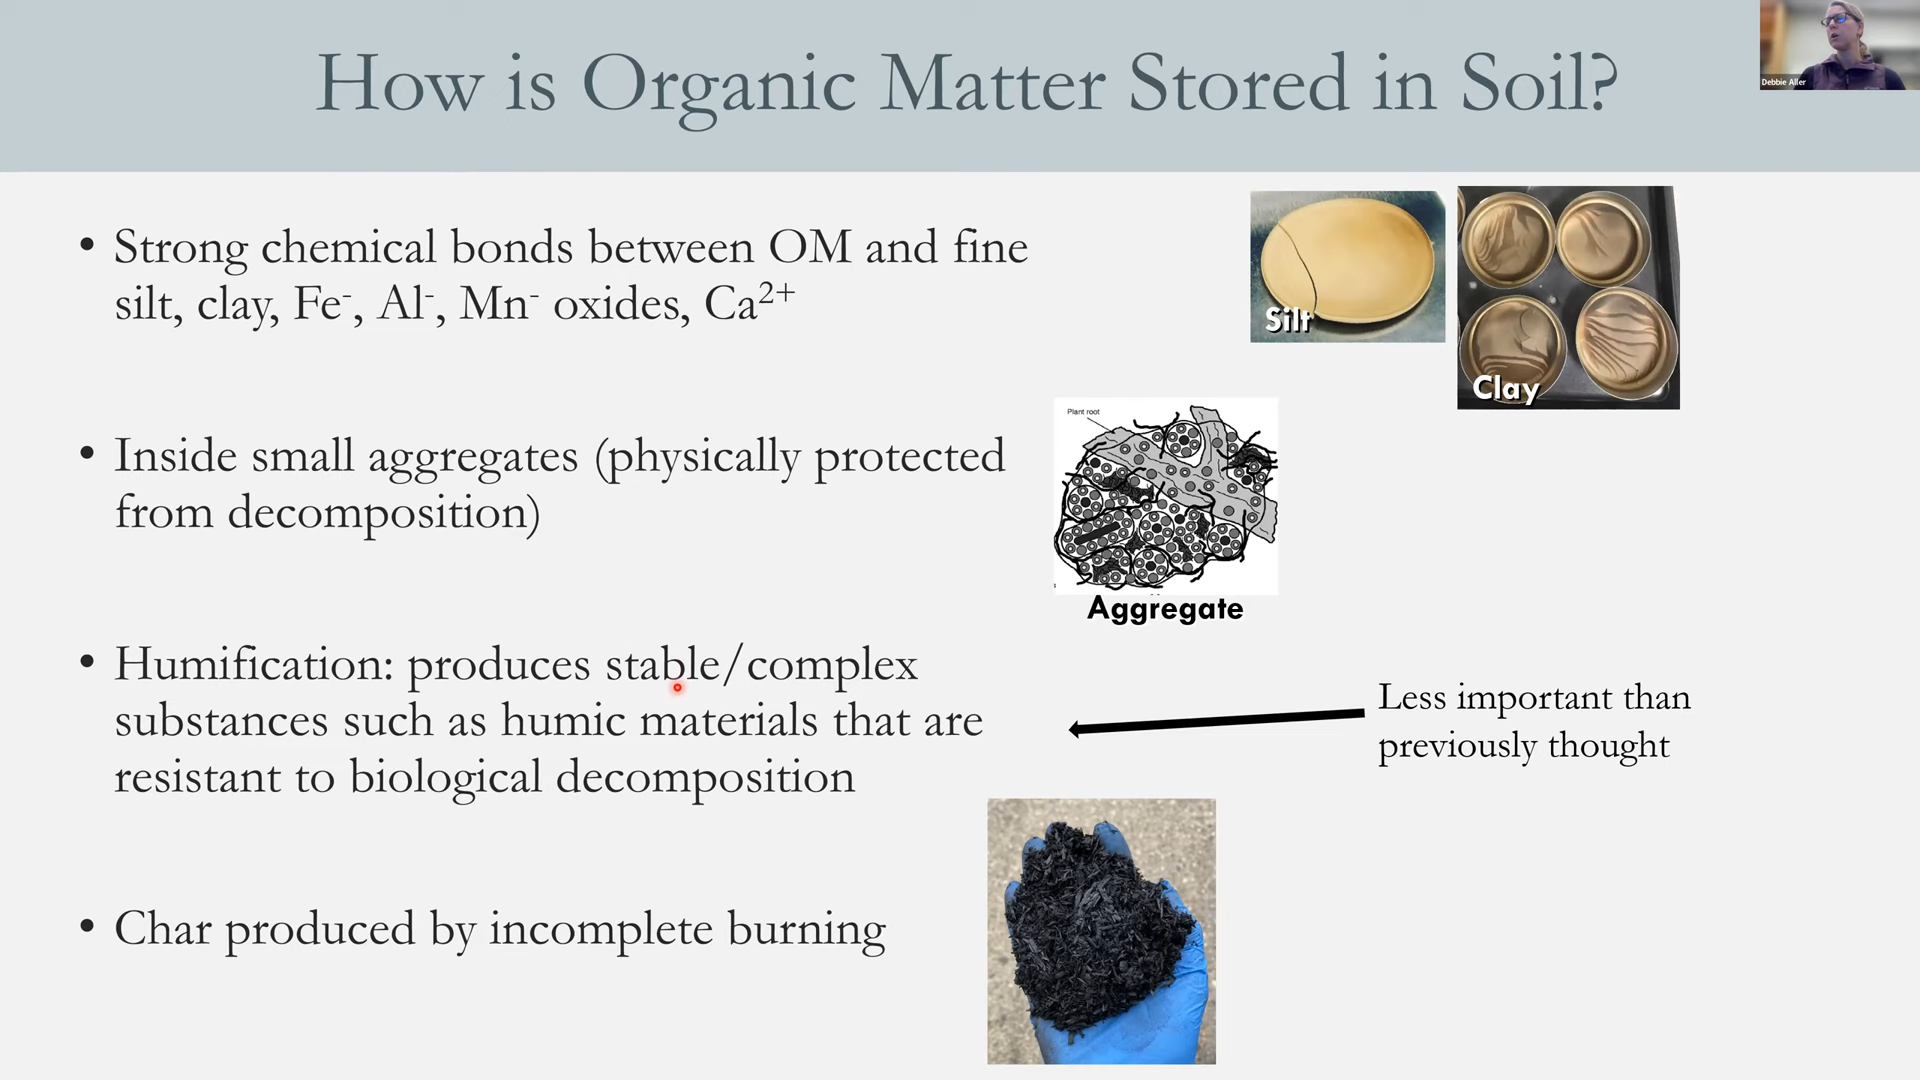 How is Organic Matter Stored in Soil?
Debbie Aller
• Strong chemical bonds between OM and fine
silt, clay, Fe-, Al-, Mn- oxides, Ca2+
Silt
Clay
• Inside small aggregates (physically protected
from decomposition)
Plant root
Aggregate
• Humification: produces stable/complex
substances such as humic materials that are
resistant to biological decomposition
Less important than
previously thought
• Char produced by incomplete burning